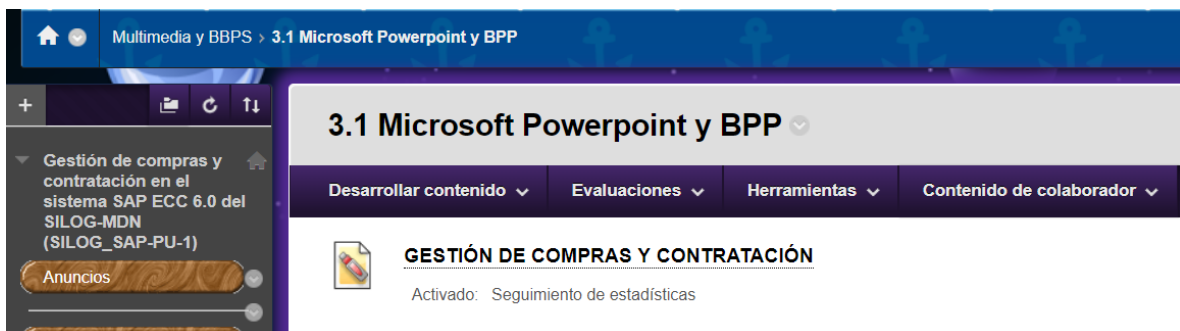 Multimedia y BBPS > 3.1 Microsoft Powerpoint y BPP
3.1 Microsoft Powerpoint y BPP
Gestión de compras y
contratación en el
sistema SAP ECC 6.0 del
SILOG-MDN
(SILOG_SAP-PU-1)
Anuncios
Desarrollar contenido
Evaluaciones
Herramientas
Contenido de colaborador
GESTIÓN DE COMPRAS Y CONTRATACIÓN
Activado: Seguimiento de estadísticas